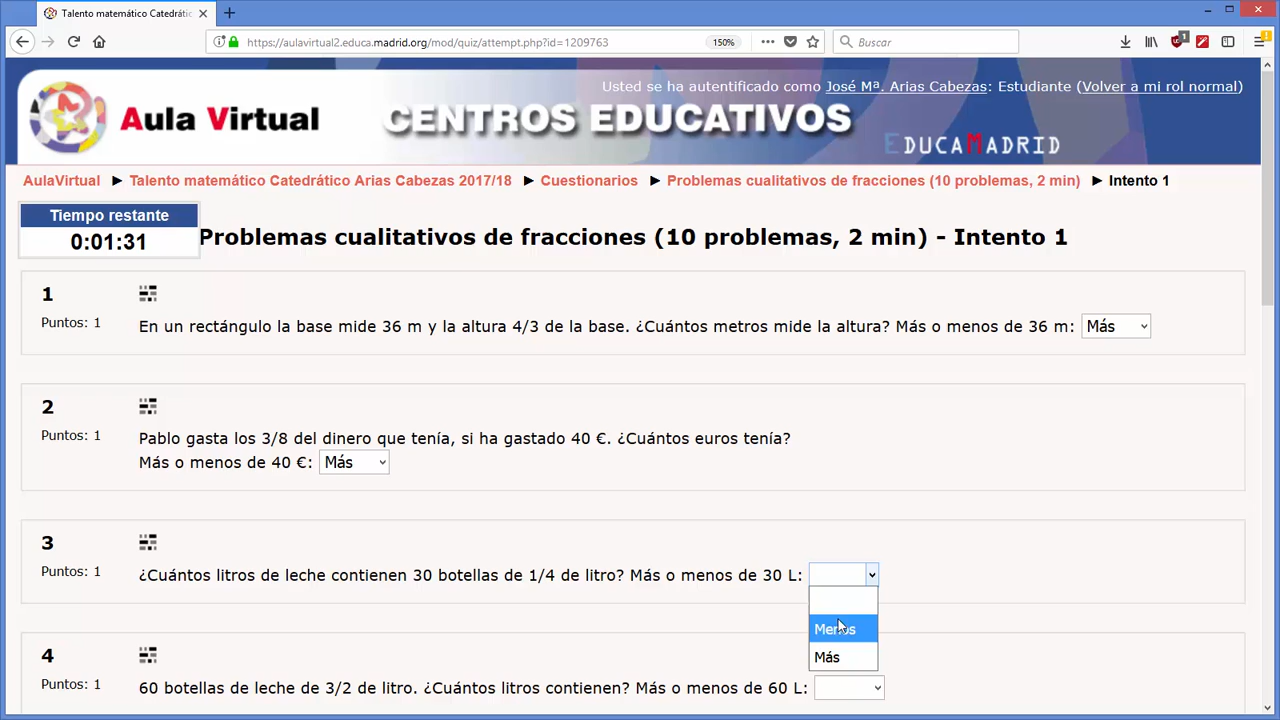 Talento matemático Catedrátic
https://aulavirtual2.educa.madrid.org/mod/quiz/attempt.php?id=1209763
150%
Buscar
1
Usted se ha autentificado como José Mª. Arias Cabezas: Estudiante (Volver a mi rol normal)
Aula Virtual
CENTROS EDUCATIVOS
EDUCAMADRID
AulaVirtual ► Talento matemático Catedrático Arias Cabezas 2017/18 ► Cuestionarios ► Problemas cualitativos de fracciones (10 problemas, 2 min) ► Intento 1
Tiempo restante
0:01:31
Problemas cualitativos de fracciones (10 problemas, 2 min) - Intento 1
1
Puntos: 1
En un rectángulo la base mide 36 m y la altura 4/3 de la base. ¿Cuántos metros mide la altura? Más o menos de 36 m: Más
2
Puntos: 1
Pablo gasta los 3/8 del dinero que tenía, si ha gastado 40 €. ¿Cuántos euros tenía?
Más o menos de 40 €: Más
3
Puntos: 1
¿Cuántos litros de leche contienen 30 botellas de 1/4 de litro? Más o menos de 30 L:
Menos
Más
4
Puntos: 1
60 botellas de leche de 3/2 de litro. ¿Cuántos litros contienen? Más o menos de 60 L: